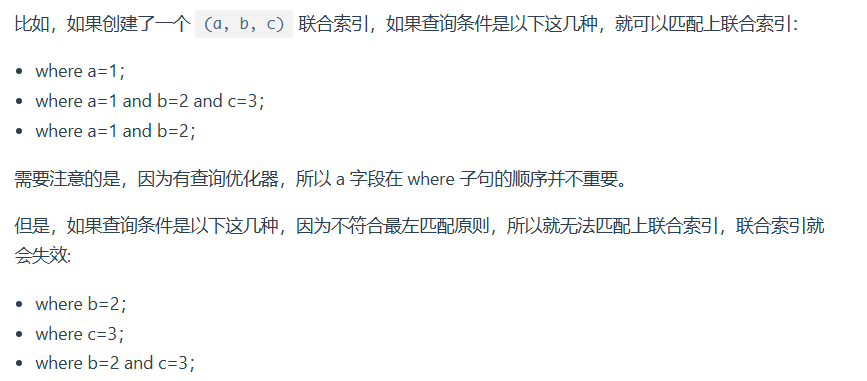 比如，如果创建了一个 (a, b, c) 联合索引，如果查询条件是以下这几种，就可以匹配上联合索引：
• where a=1；
• where a=1 and b=2 and c=3；
• where a=1 and b=2；
需要注意的是，因为有查询优化器，所以 a 字段在 where 子句的顺序并不重要。
但是，如果查询条件是以下这几种，因为不符合最左匹配原则，所以就无法匹配上联合索引，联合索引就
会失效:
• where b=2；
• where c=3；
• where b=2 and c=3；